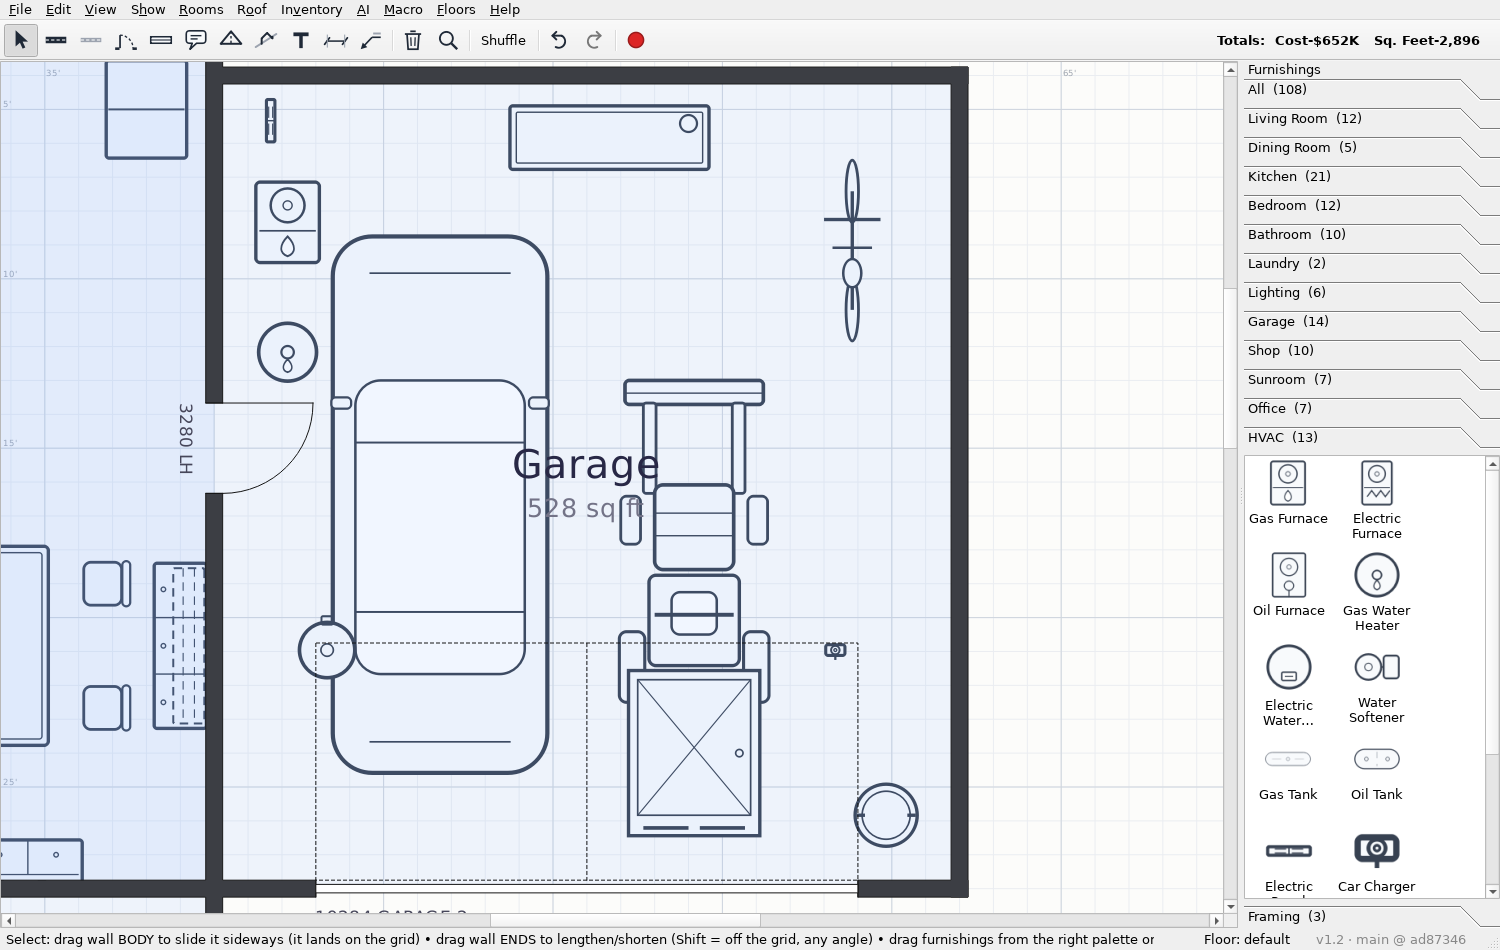 File Edit View Show Rooms Roof Inventory AI Macro Floors Help
Shuffle
Totals: Cost-$652K Sq. Feet-2,896
35'
65'
5'
10'
15'
25'
3280 LH
Garage
528 sq ft
Furnishings
All (108)
Living Room (12)
Dining Room (5)
Kitchen (21)
Bedroom (12)
Bathroom (10)
Laundry (2)
Lighting (6)
Garage (14)
Shop (10)
Sunroom (7)
Office (7)
HVAC (13)
Gas Furnace
Electric
Furnace
Oil Furnace
Gas Water
Heater
Electric
Water...
Water
Softener
Gas Tank
Oil Tank
Electric
Car Charger
Framing (3)
Select: drag wall BODY to slide it sideways (it lands on the grid) • drag wall ENDS to lengthen/shorten (Shift = off the grid, any angle) • drag furnishings from the right palette or
Floor: default
v1.2 · main @ ad87346